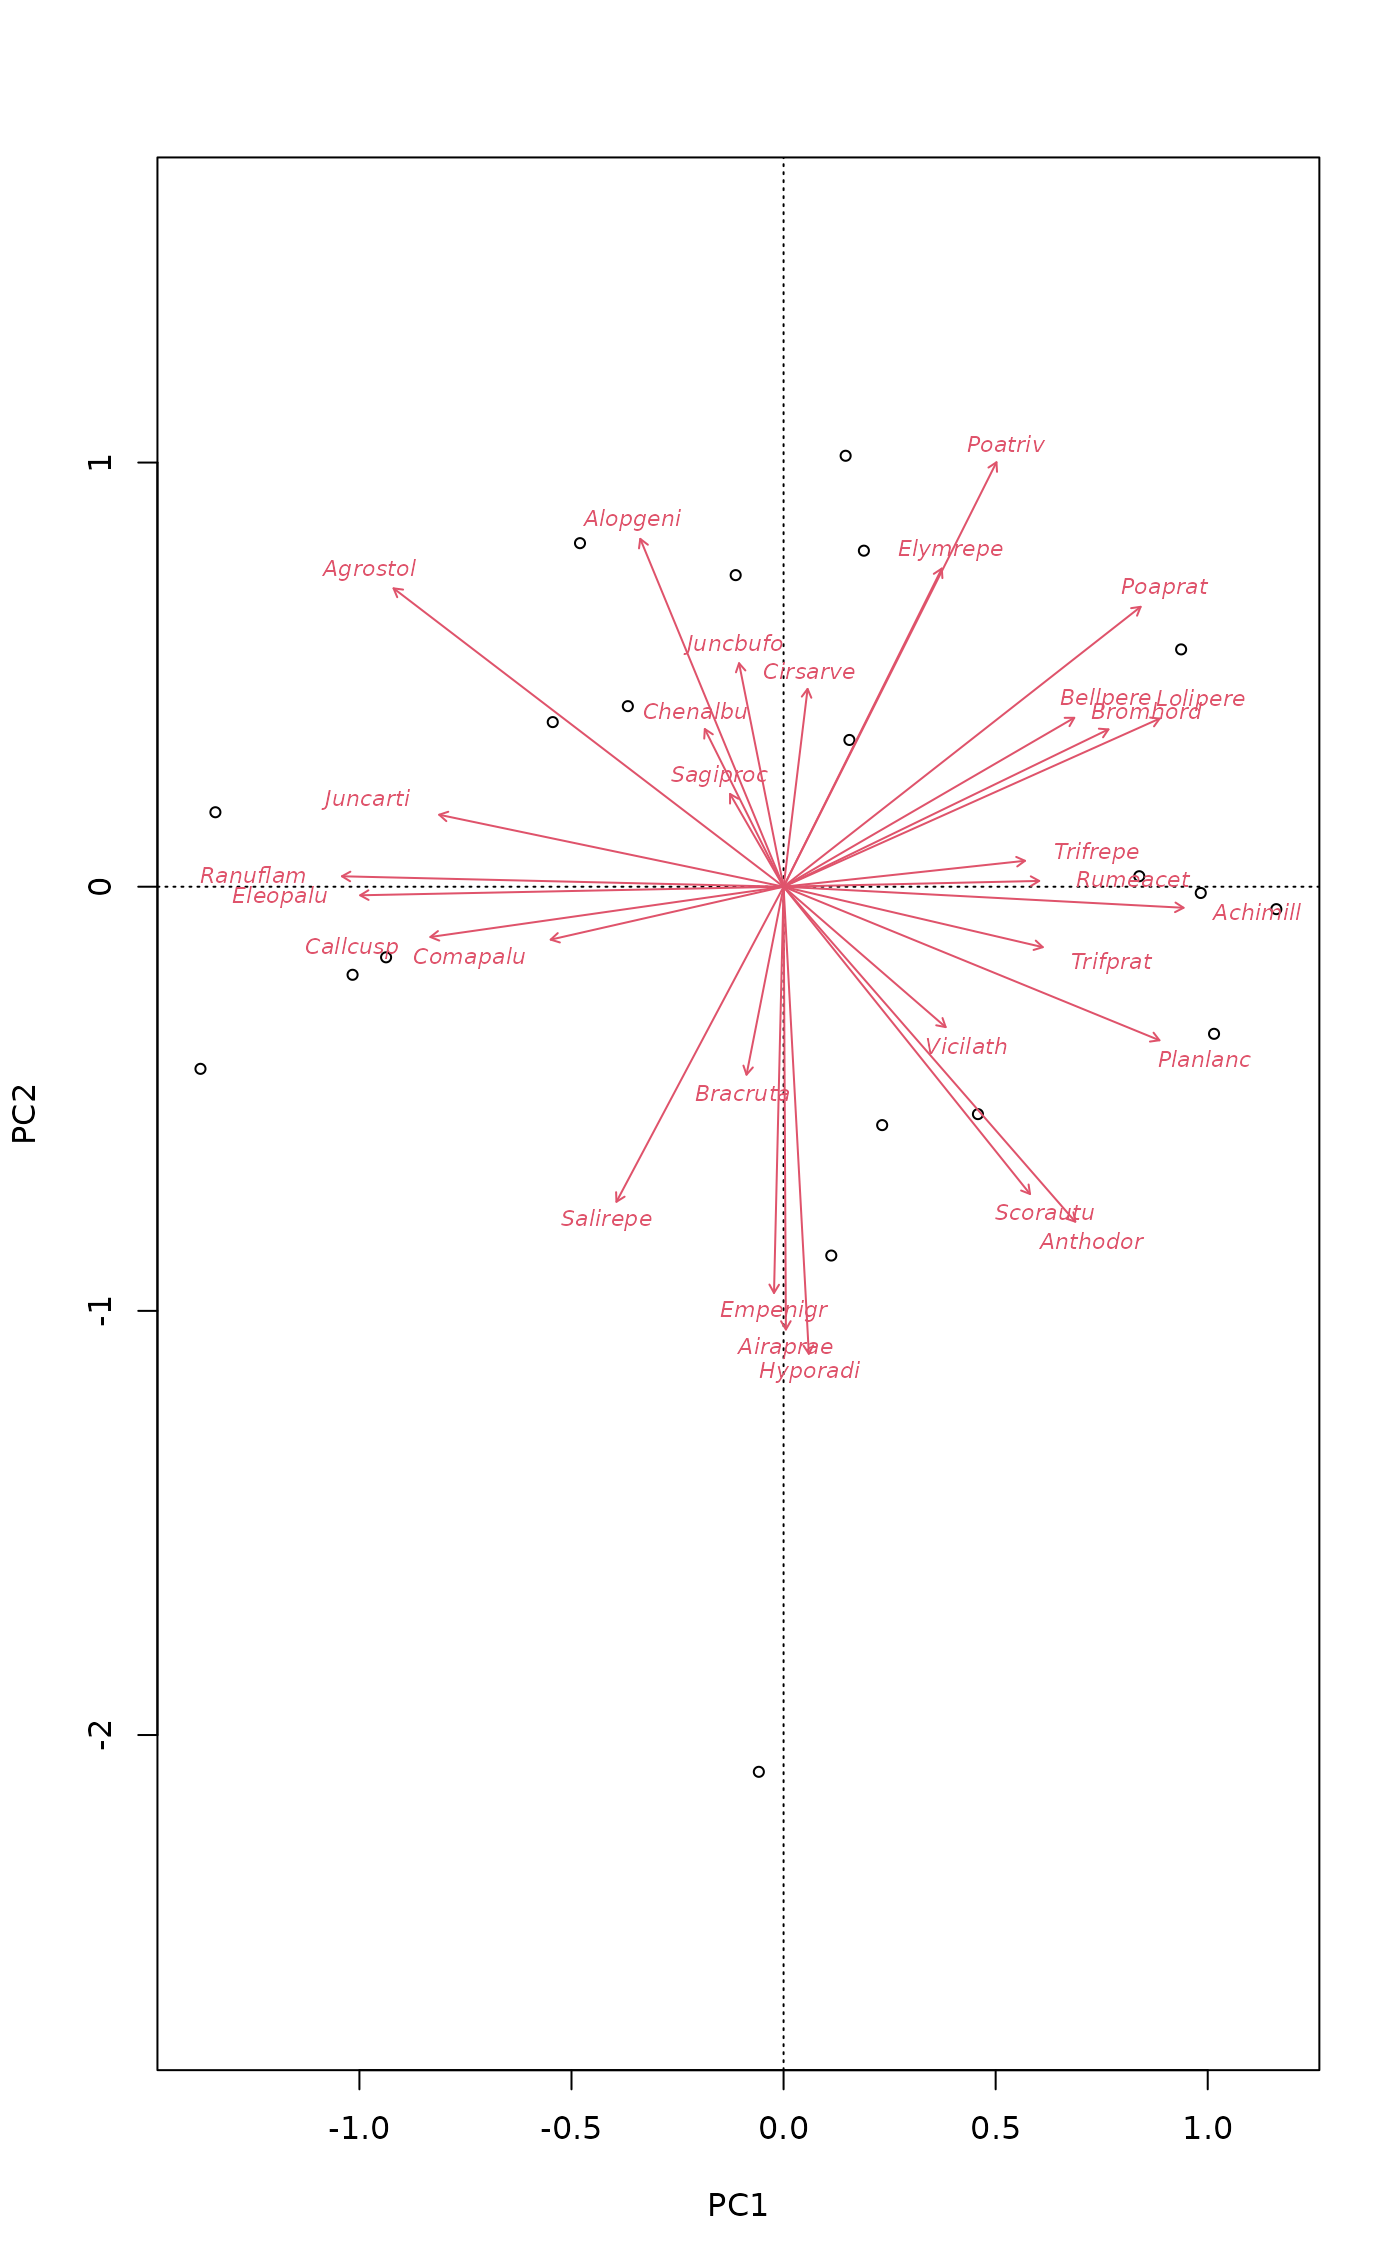 Poatriv
Alopgeni
Elymrepe
Agrostol
Poaprat
Juncbufo
Cirsarve
Bellpere
Lolipere
Chenalbu
Bromhord
Sagiproc
Juncarti
Trifrepe
Ranuflam
Rumeacet
Eleopalu
Achimill
Callcusp
Comapalu
Trifprat
Vicilath
Planlanc
Bracruta
Salirepe
Scorautu
Anthodor
Empenigr
Airaprae
Hyporadi
1
0
-1
-2
PC2
-1.0 -0.5 0.0 0.5 1.0
PC1